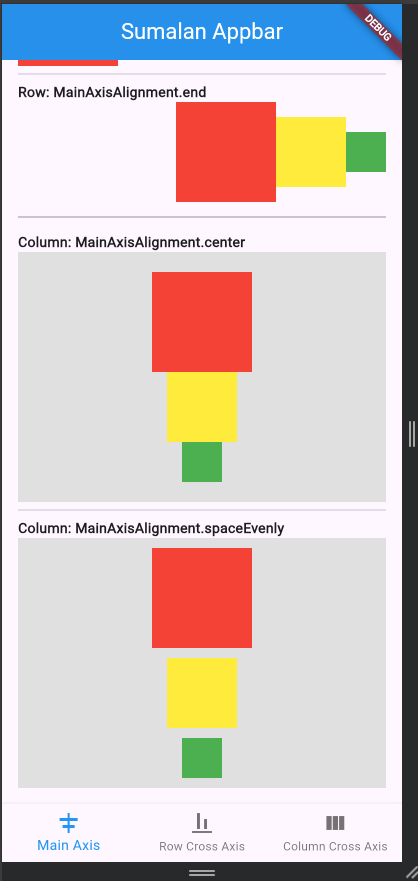 Sumalan Appbar
DEBUG
Row: MainAxisAlignment.end
Column: MainAxisAlignment.center
Column: MainAxisAlignment.spaceEvenly
Main Axis
Row Cross Axis
Column Cross Axis